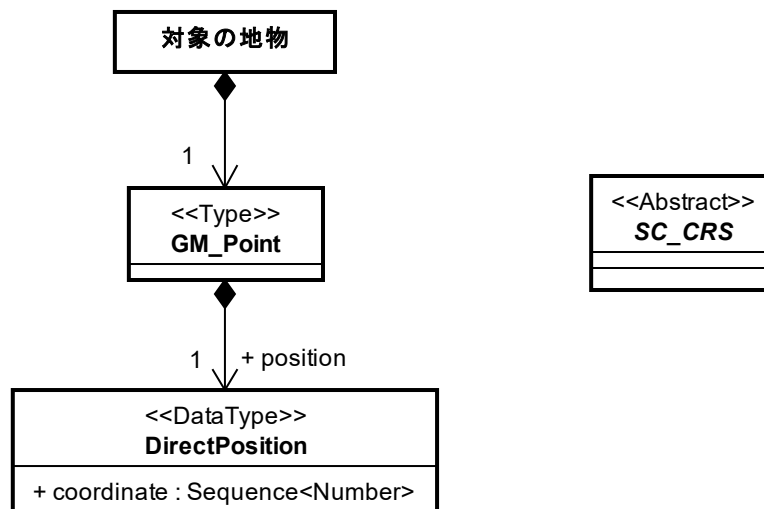 対象の地物
1
<<Type>>
GM_Point
<<Abstract>>
SC_CRS
1
+ position
<<DataType>>
DirectPosition
+ coordinate : Sequence<Number>